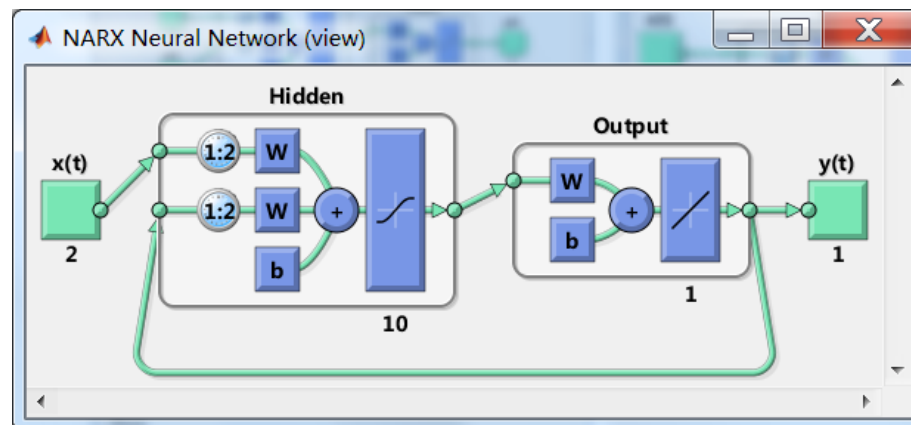 NARX Neural Network (view)
Hidden
Output
x(t)
y(t)
1:2
W
+
1:2
W
b
W
+
b
2
10
1
1